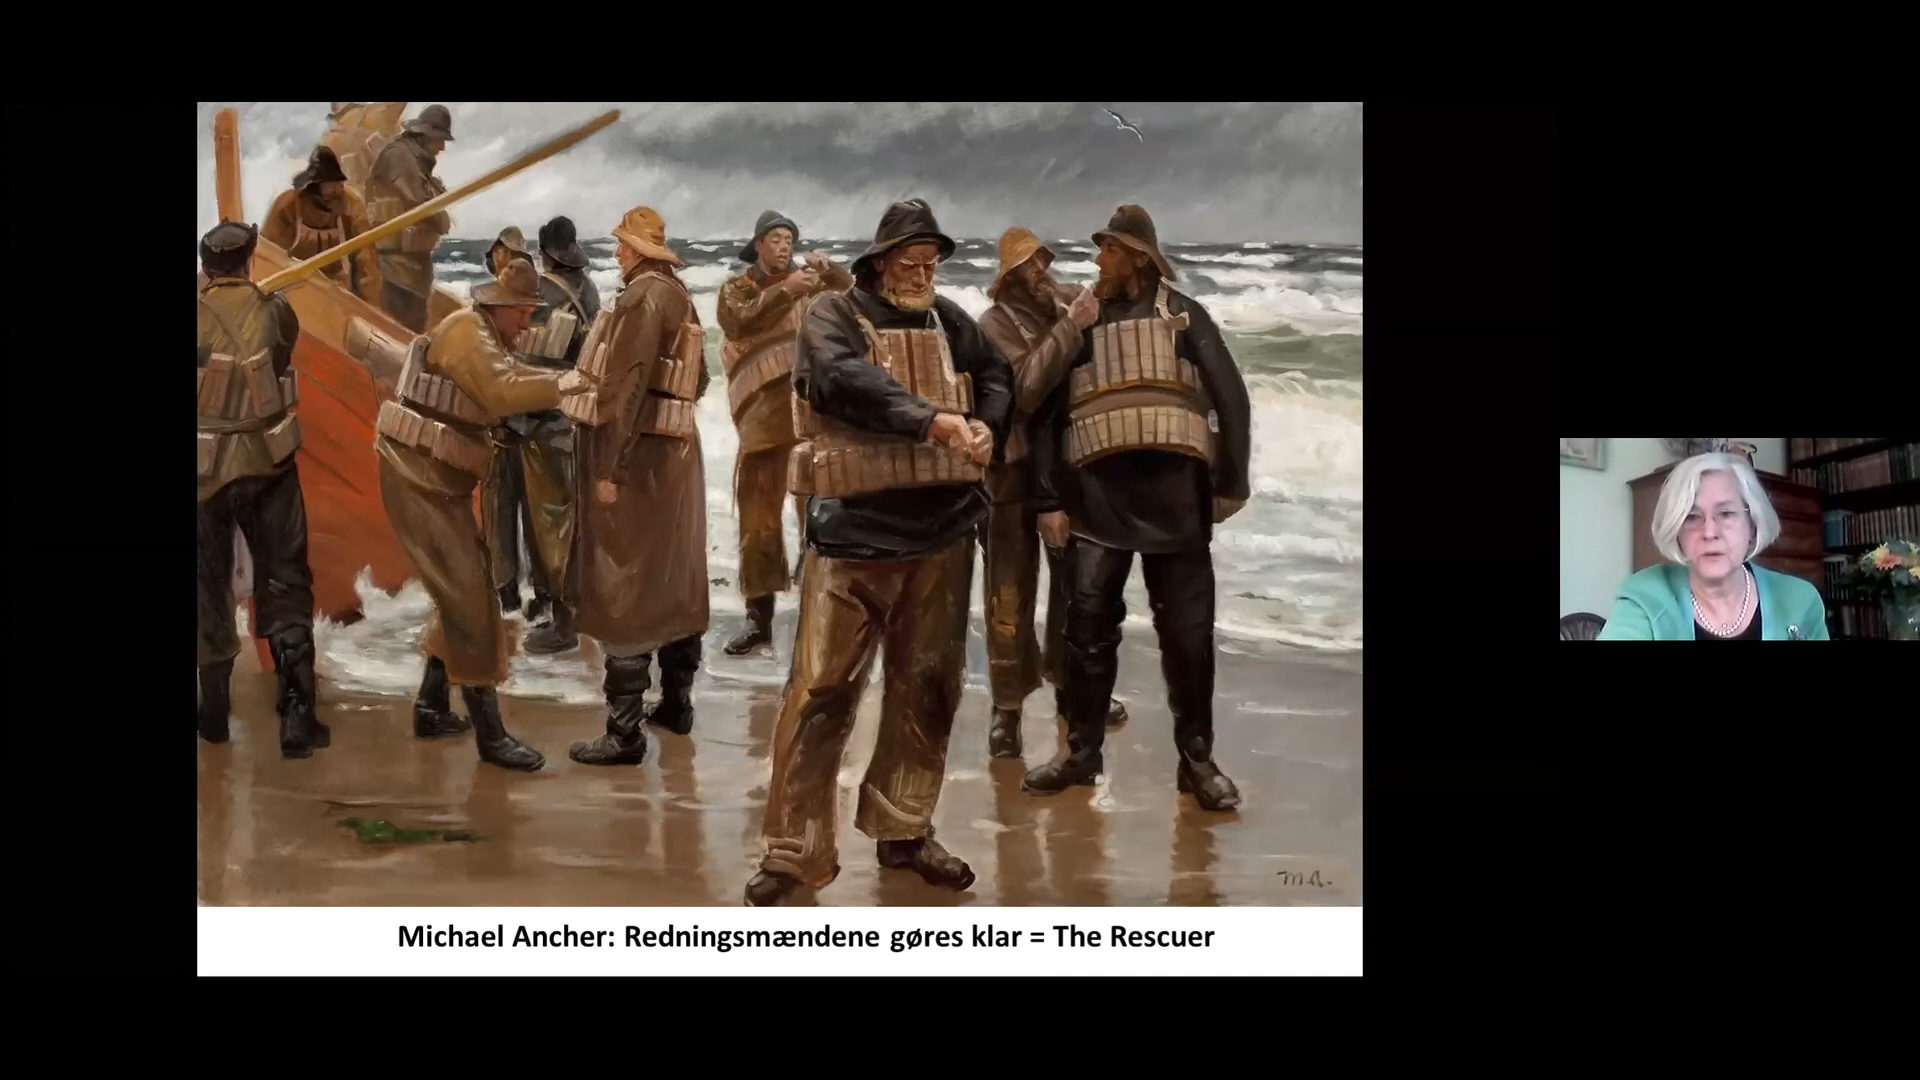 M.A.
Michael Ancher: Redningsmændene gøres klar = The Rescuer